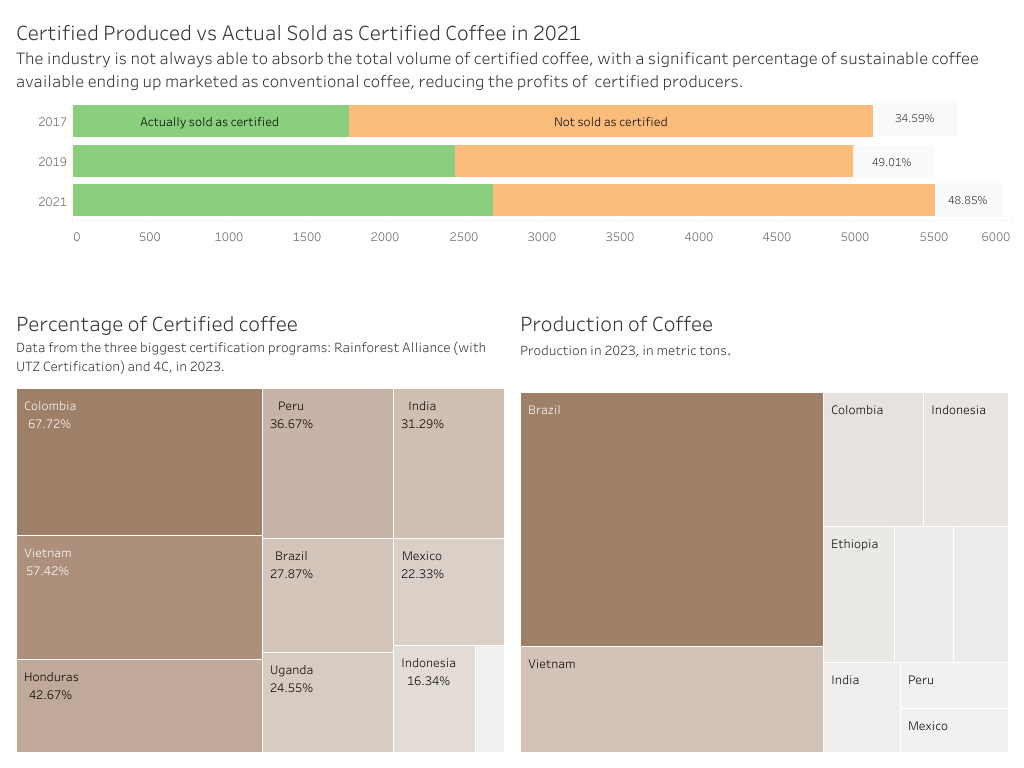 Certified Produced vs Actual Sold as Certified Coffee in 2021
The industry is not always able to absorb the total volume of certified coffee, with a significant percentage of sustainable coffee
available ending up marketed as conventional coffee, reducing the profits of certified producers.
2017 Actually sold as certified Not sold as certified 34.59%
2019 49.01%
2021 48.85%
0 500 1000 1500 2000 2500 3000 3500 4000 4500 5000 5500 6000
Percentage of Certified coffee
Data from the three biggest certification programs: Rainforest Alliance (with
UTZ Certification) and 4C, in 2023.
Colombia
67.72%
Vietnam
57.42%
Honduras
42.67%
Peru
36.67%
Brazil
27.87%
Uganda
24.55%
India
31.29%
Mexico
22.33%
Indonesia
16.34%
Production of Coffee
Production in 2023, in metric tons.
Brazil
Vietnam
Colombia
Indonesia
Ethiopia
India
Peru
Mexico